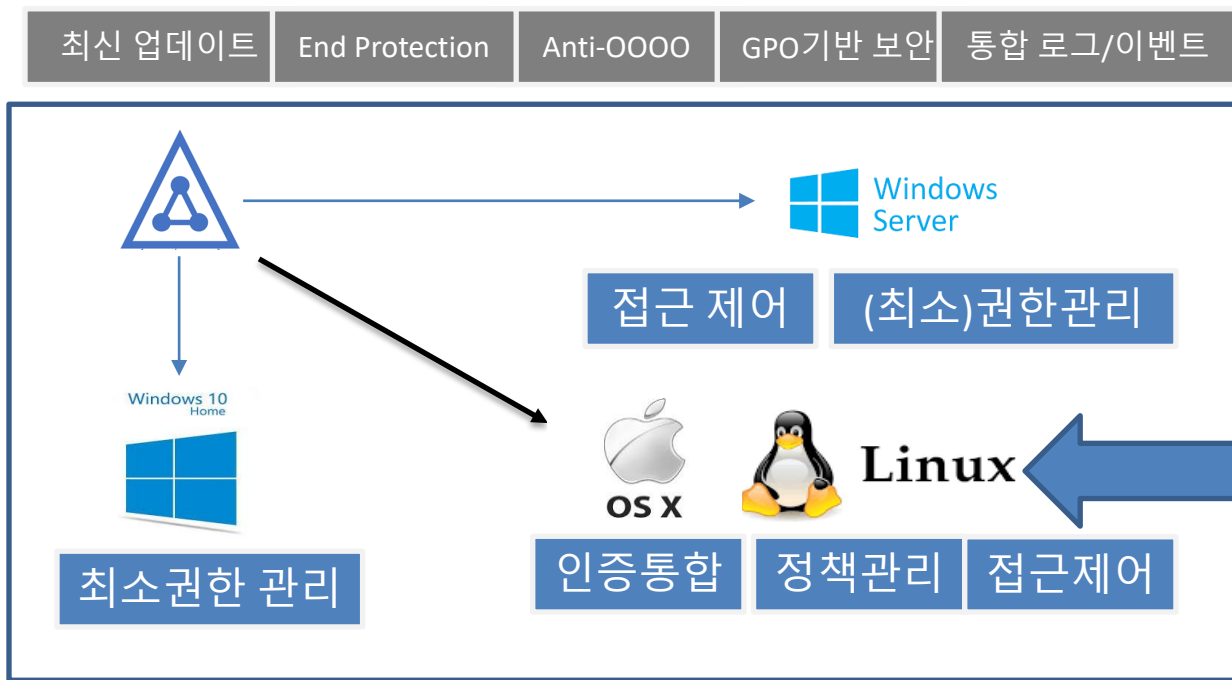 최신 업데이트
End Protection
Anti-OOOO
GPO기반 보안
통합 로그/이벤트
Windows
Server
접근 제어
(최소)권한관리
Windows 10
Home
OS X
Linux
최소권한 관리
인증통합
정책관리
접근제어